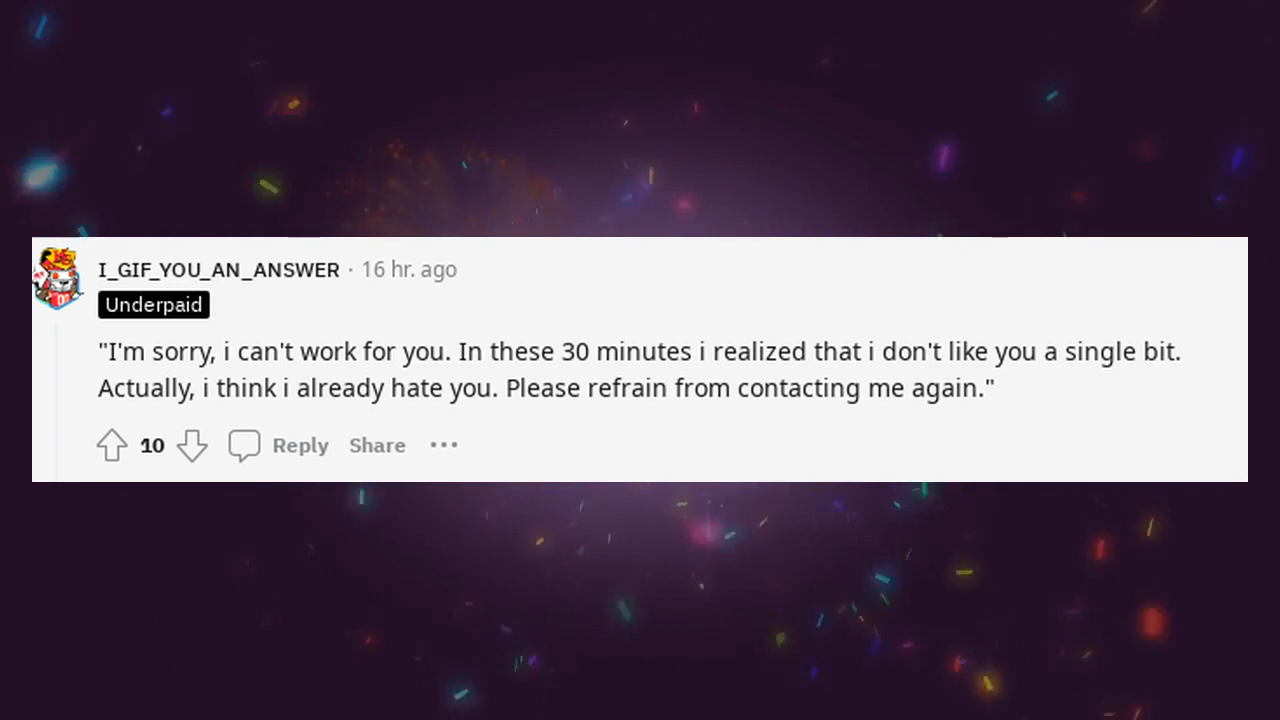 I_GIF_YOU_AN_ANSWER · 16 hr. ago
Underpaid
"I'm sorry, i can't work for you. In these 30 minutes i realized that i don't like you a single bit.
Actually, i think i already hate you. Please refrain from contacting me again."
10 Reply Share ···